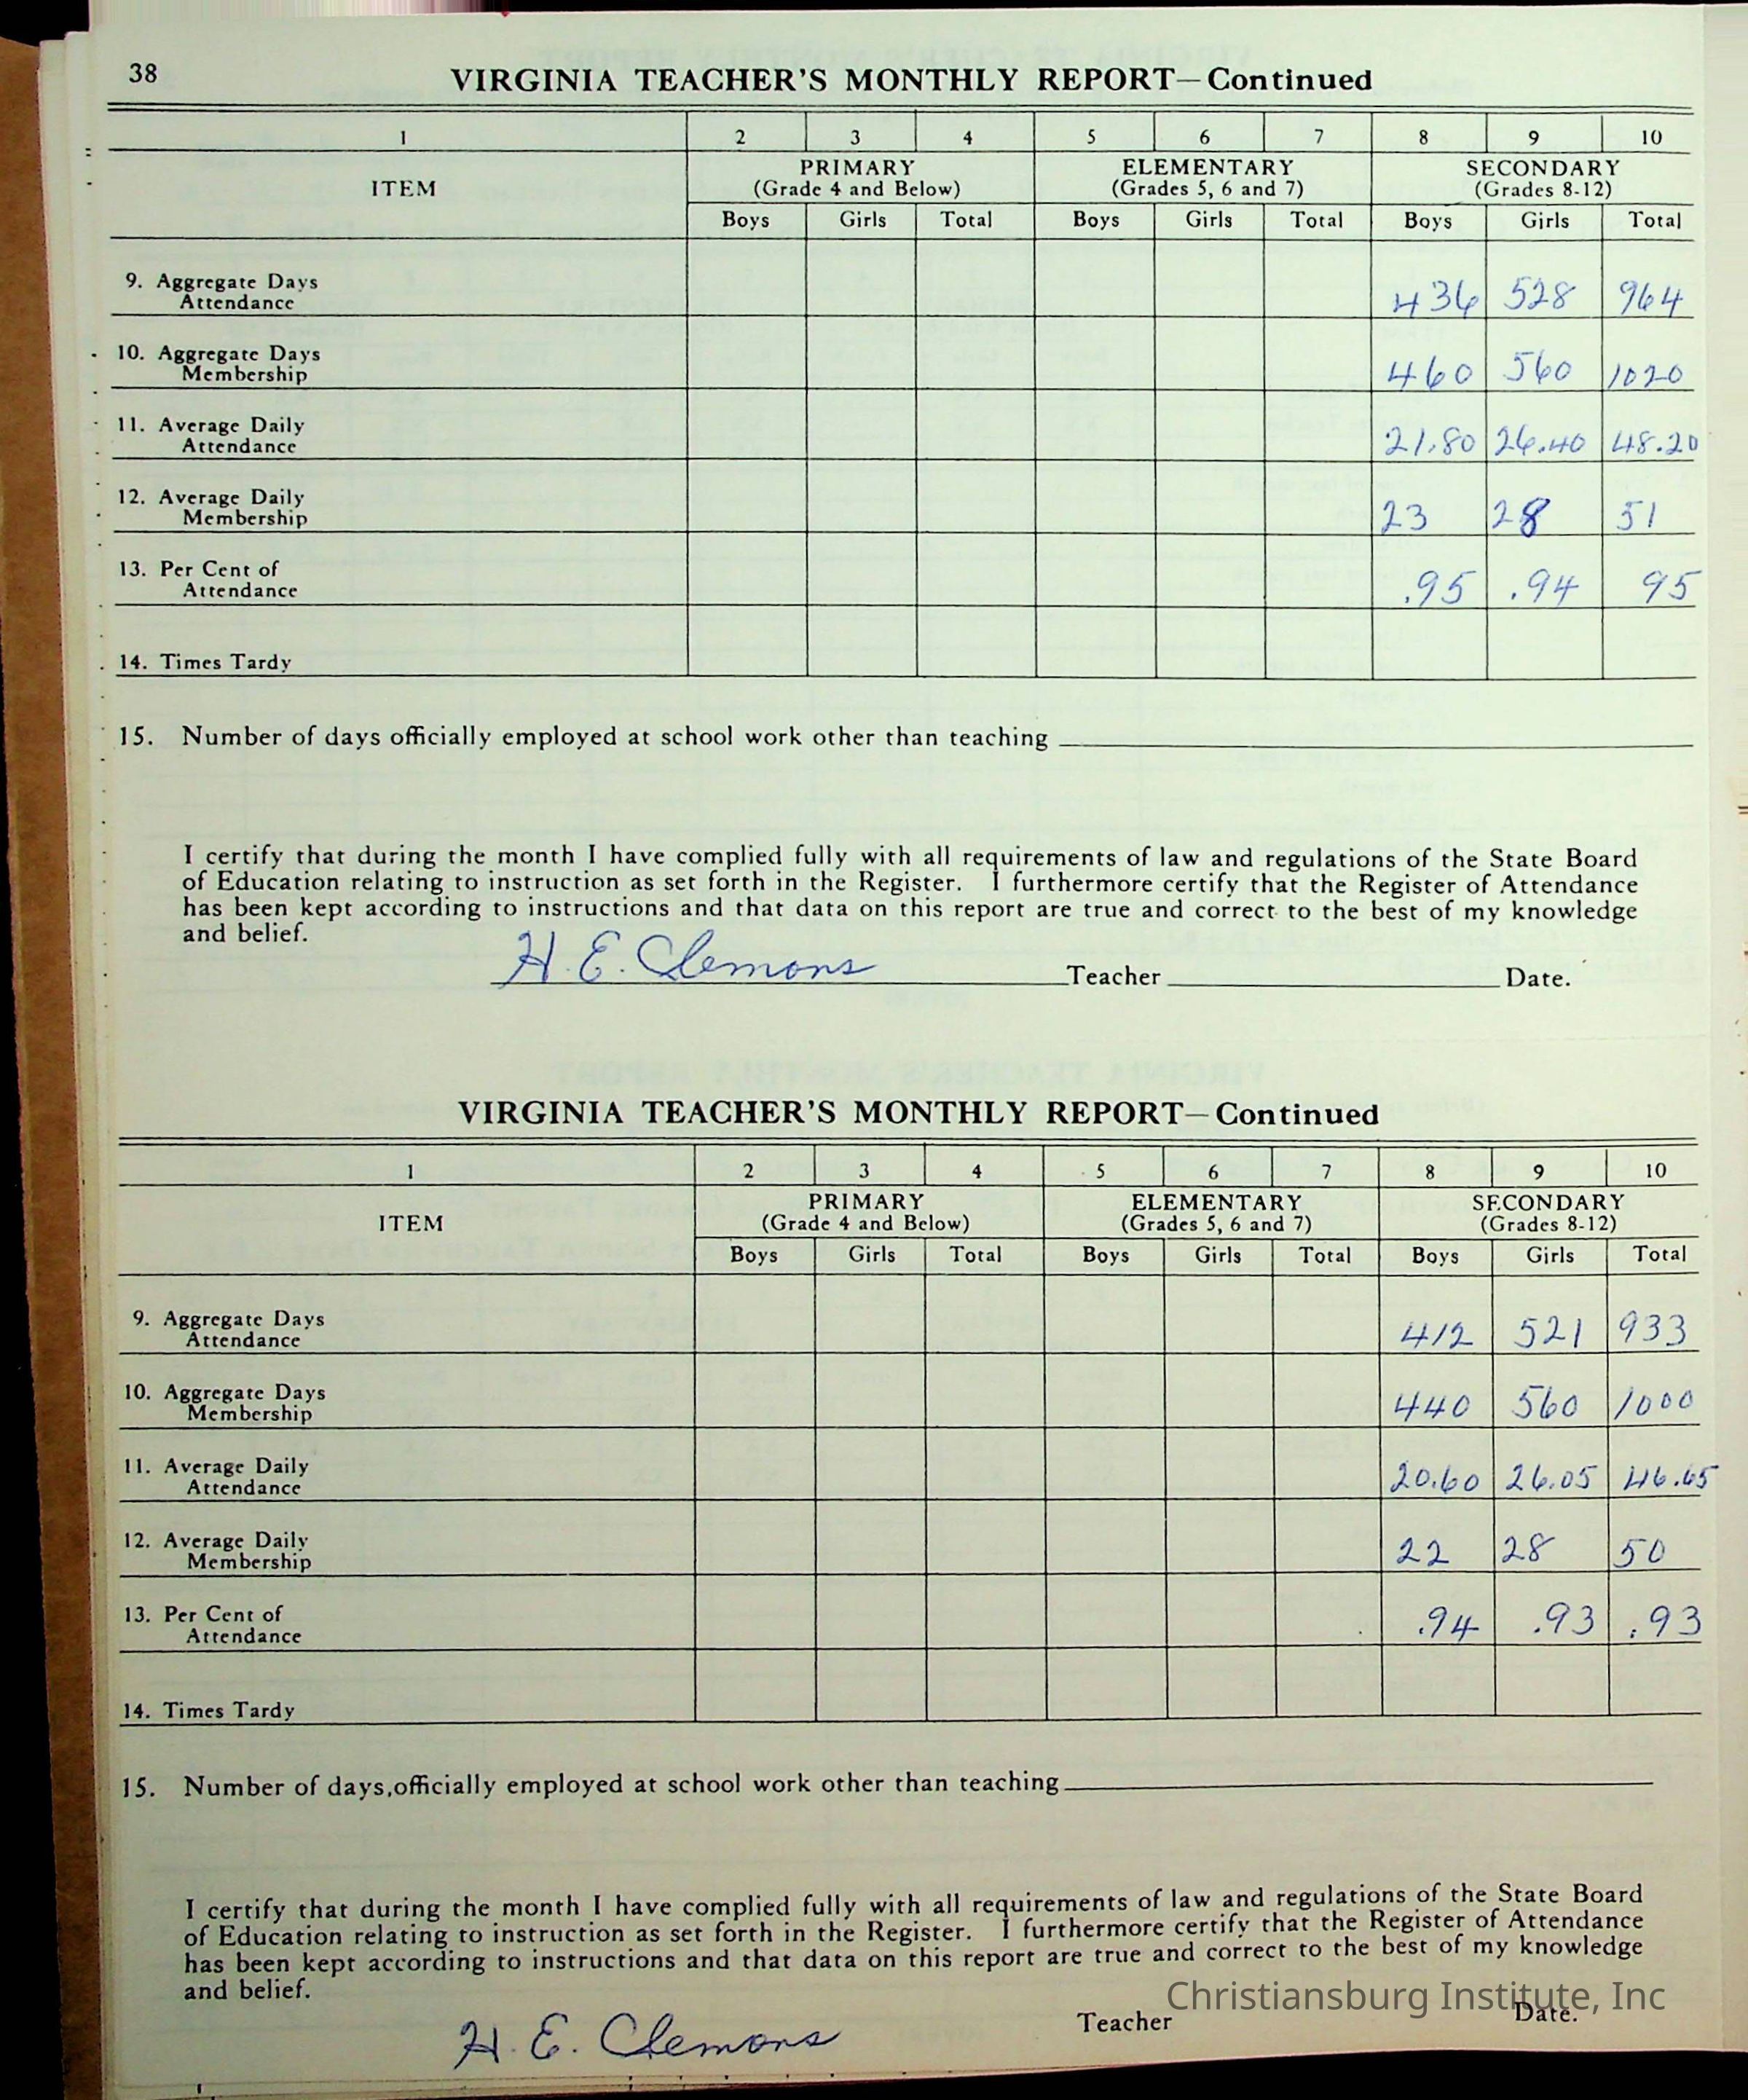 38
VIRGINIA TEACHER'S MONTHLY REPORT—Continued
1 2 3 4 5 6 7 8 9 10
ITEM PRIMARY (Grade 4 and Below) ELEMENTARY (Grades 5, 6 and 7) SECONDARY (Grades 8-12)
Boys Girls Total Boys Girls Total Boys Girls Total
9. Aggregate Days
Attendance 436 528 964
10. Aggregate Days
Membership 460 560 1020
11. Average Daily
Attendance 21.80 26.40 48.20
12. Average Daily
Membership 23 28 51
13. Per Cent of
Attendance .95 .94 95
14. Times Tardy
15. Number of days officially employed at school work other than teaching
I certify that during the month I have complied fully with all requirements of law and regulations of the State Board
of Education relating to instruction as set forth in the Register. I furthermore certify that the Register of Attendance
has been kept according to instructions and that data on this report are true and correct to the best of my knowledge
and belief.
H. E. Clemons Teacher Date.
VIRGINIA TEACHER'S MONTHLY REPORT—Continued
1 2 3 4 5 6 7 8 9 10
ITEM PRIMARY (Grade 4 and Below) ELEMENTARY (Grades 5, 6 and 7) SECONDARY (Grades 8-12)
Boys Girls Total Boys Girls Total Boys Girls Total
9. Aggregate Days
Attendance 412 521 933
10. Aggregate Days
Membership 440 560 1000
11. Average Daily
Attendance 20.60 26.05 46.65
12. Average Daily
Membership 22 28 50
13. Per Cent of
Attendance .94 .93 .93
14. Times Tardy
15. Number of days,officially employed at school work other than teaching
I certify that during the month I have complied fully with all requirements of law and regulations of the State Board
of Education relating to instruction as set forth in the Register. I furthermore certify that the Register of Attendance
has been kept according to instructions and that data on this report are true and correct to the best of my knowledge
and belief.
Christiansburg Institute, Inc
H. E. Clemons Teacher Date.